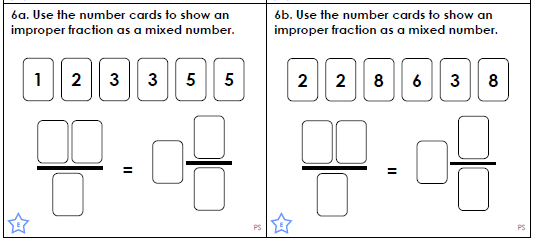 6a. Use the number cards to show an
improper fraction as a mixed number.
1 2 3 3 5 5
=
E
PS
6b. Use the number cards to show an
improper fraction as a mixed number.
2 2 8 6 3 8
=
E
PS